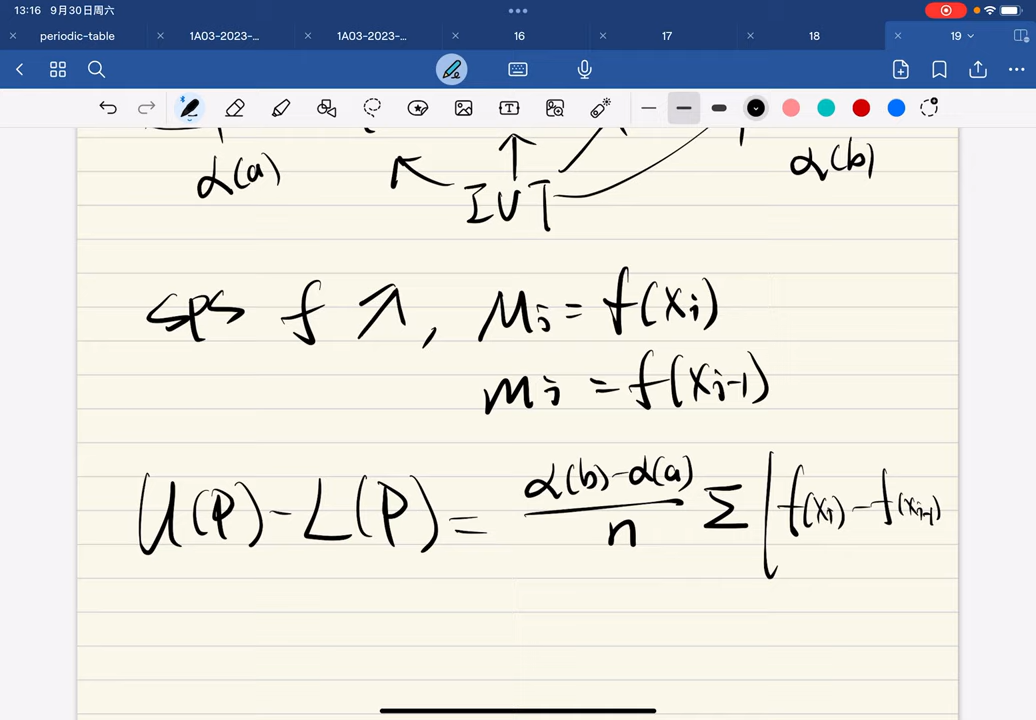 13:16 9月30日周六
periodic-table 1A03-2023-... 1A03-2023-... 16 17 18 19
α(a) α(b)
IVT
sps f ↗, Mi = f(xi)
mi = f(xi-1)
U(P) - L(P) = α(b)-α(a) / n Σ [f(xi) - f(xi-1)